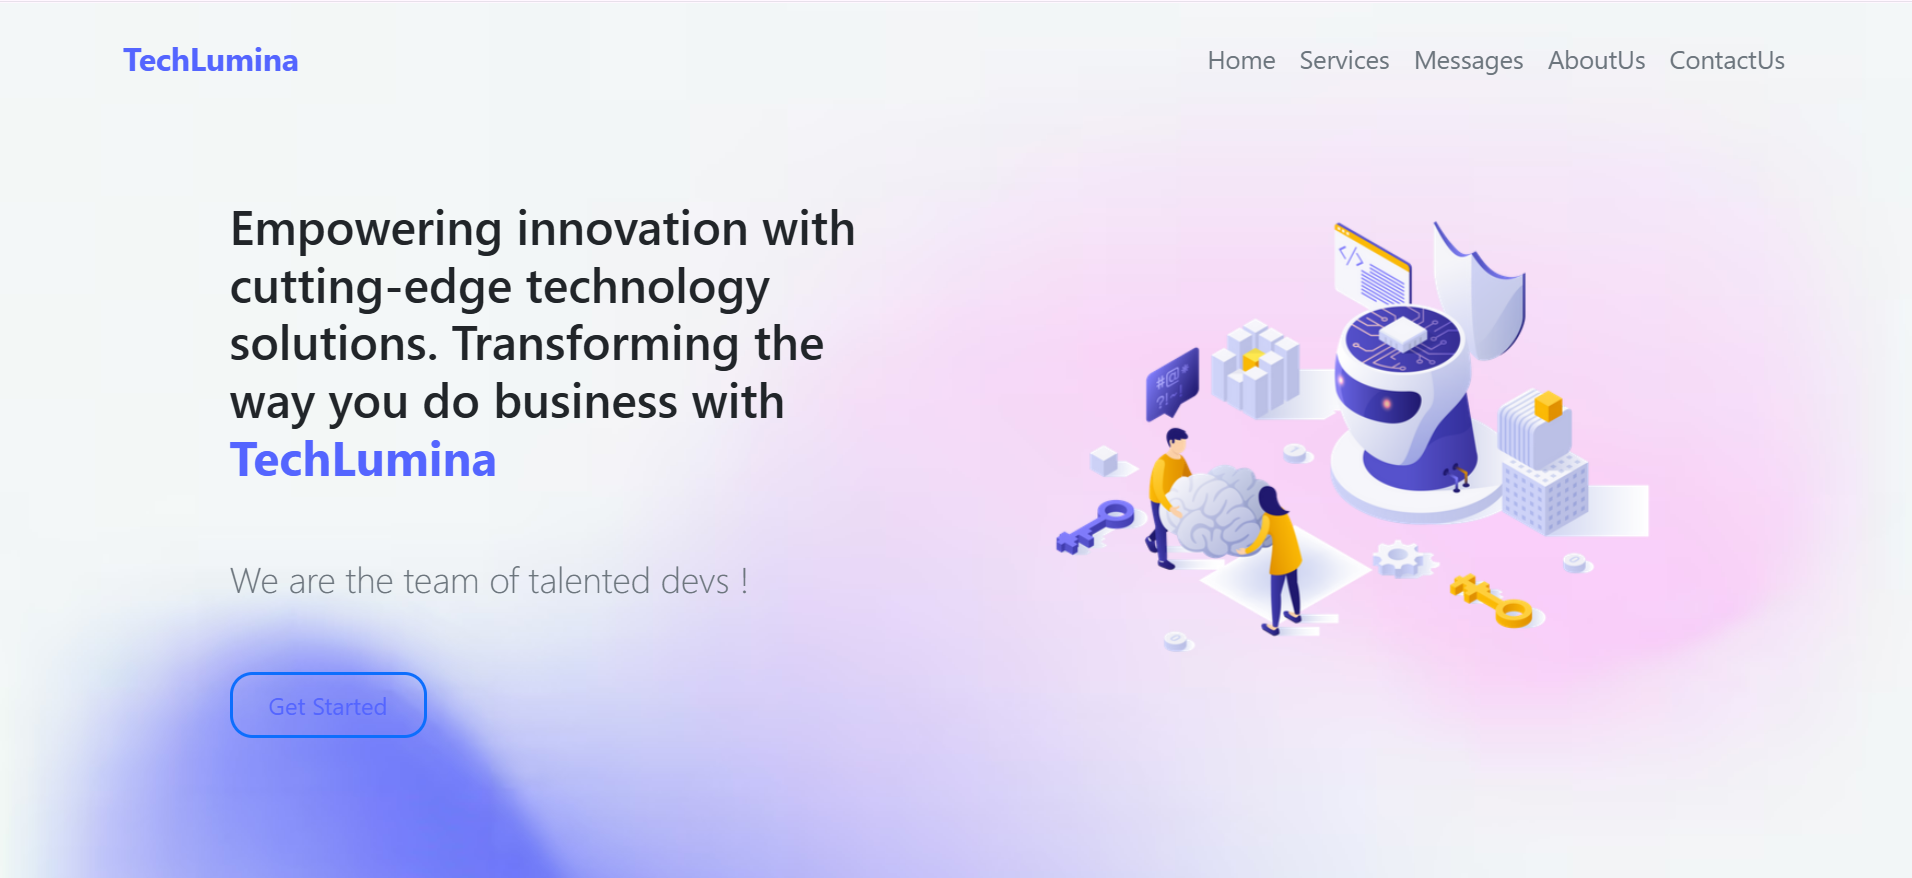 TechLumina
Home Services Messages AboutUs ContactUs
Empowering innovation with
cutting-edge technology
solutions. Transforming the
way you do business with
TechLumina
We are the team of talented devs !
Get Started